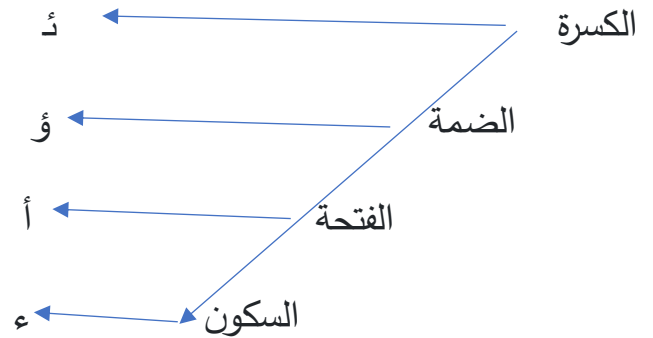 الكسرة ئـ
الضمة ؤ
الفتحة أ
السكون ء